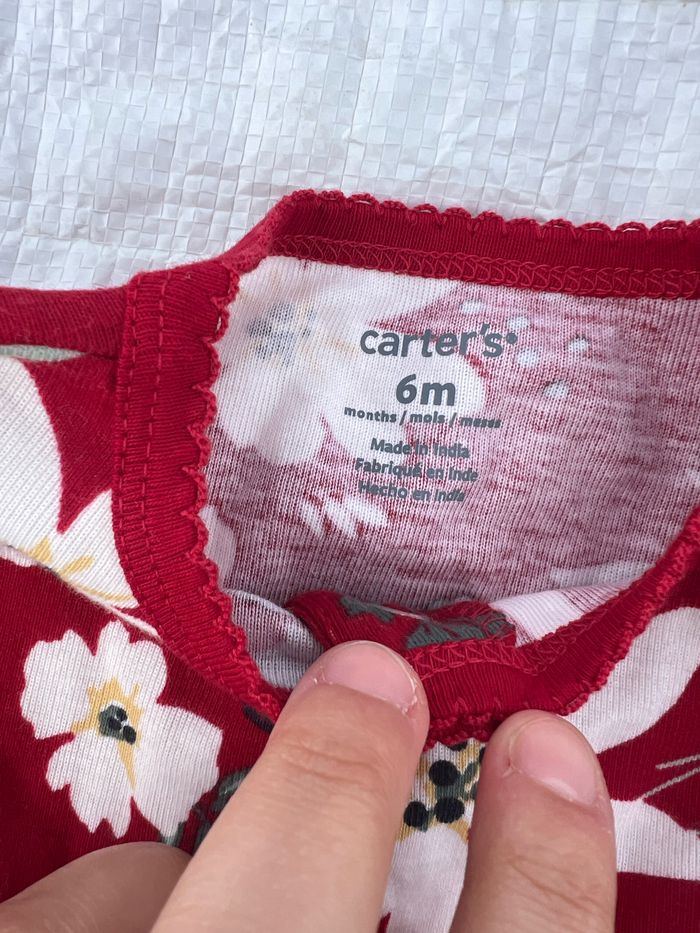 carter's®
6m
months / mois / meses
Made in India
Fabriqué en Inde
Hecho en India